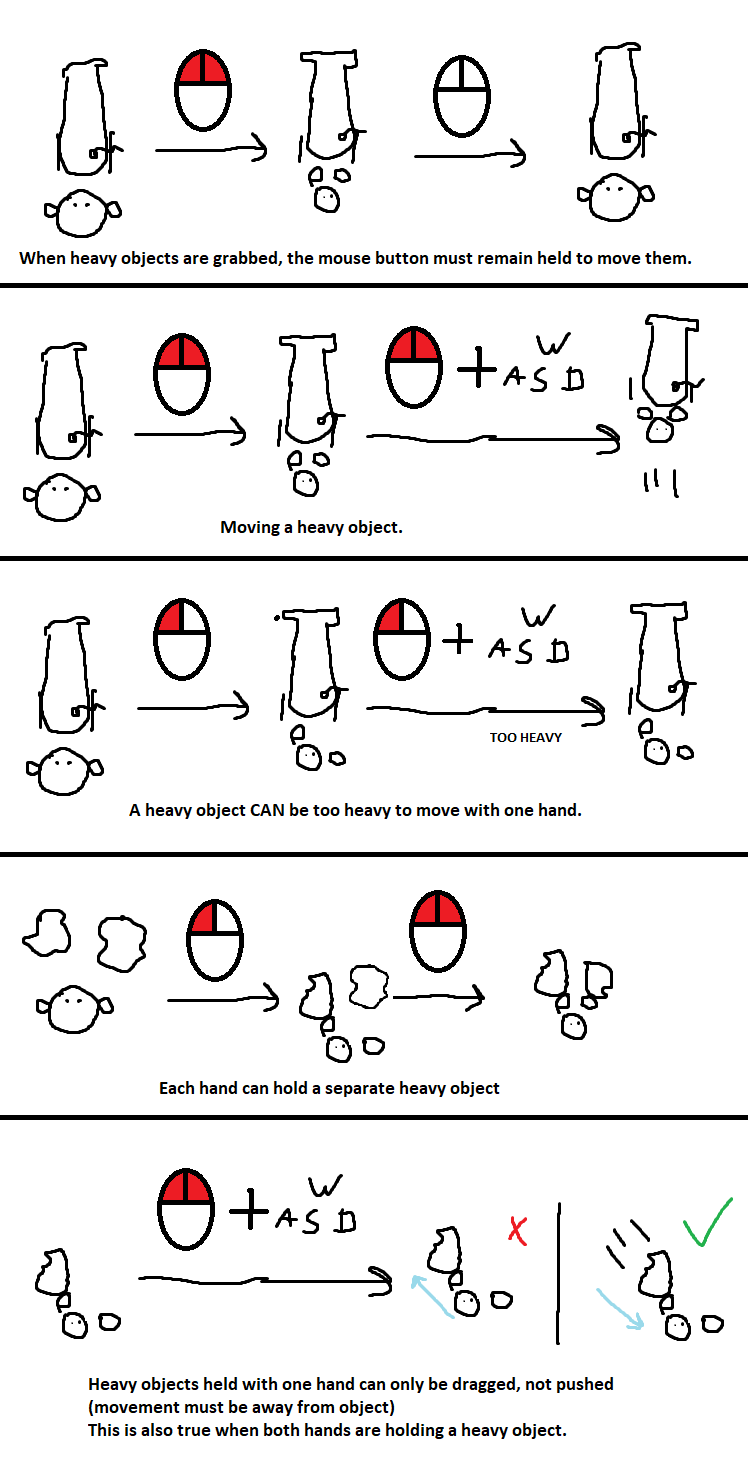 When heavy objects are grabbed, the mouse button must remain held to move them.
W
+ A S D
Moving a heavy object.
W
+ A S D
TOO HEAVY
A heavy object CAN be too heavy to move with one hand.
Each hand can hold a separate heavy object
W
+ A S D
X
Heavy objects held with one hand can only be dragged, not pushed
(movement must be away from object)
This is also true when both hands are holding a heavy object.